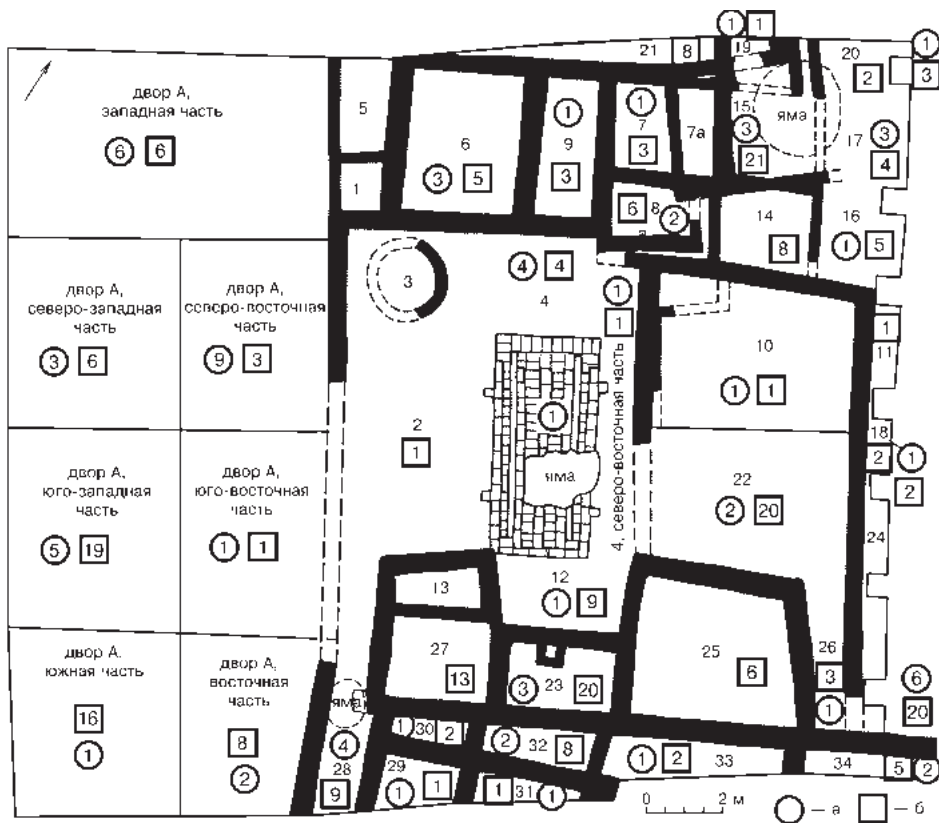 1 1
21 8 19 20 1
3
двор А,
западная часть
6 6
5
1
6
3 5
1
9
3
1
7
3
7а
15
3
21
яма
2
17 3
4
6 8 2
а
14
8
16
1 5
двор А,
северо-западная
часть
3 6
двор А,
северо-восточная
часть
9 3
3
4 4
4
1
1
4, северо-восточная часть
10
1 1
1
11
2
1
1
яма
18
2 1
2
22
2 20
24
двор А,
юго-западная
часть
5 19
двор А,
юго-восточная
часть
1 1
13
12
1 9
двор А,
южная часть
16
1
двор А,
восточная
часть
8
2
27
13
3 23 20
25
6
26
3
1
6
20
яма
4
28
9
1 30 2
2 32 8
1 2 33
34 5 2
29
1 1
1 31 1
0 2 м
– а – б